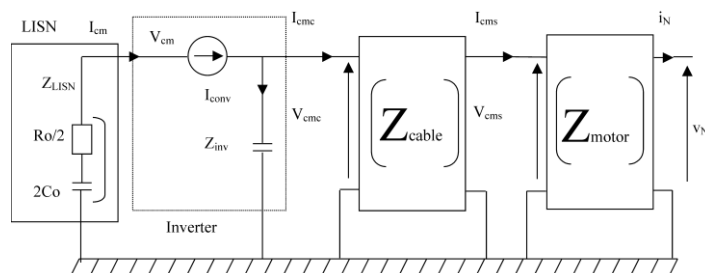 LISN
Icm
Vcm
Icmc
Icms
iN
ZLISN
Iconv
Ro/2
Vcmc
Zcable
Vcms
Zmotor
vN
Zinv
2Co
Inverter